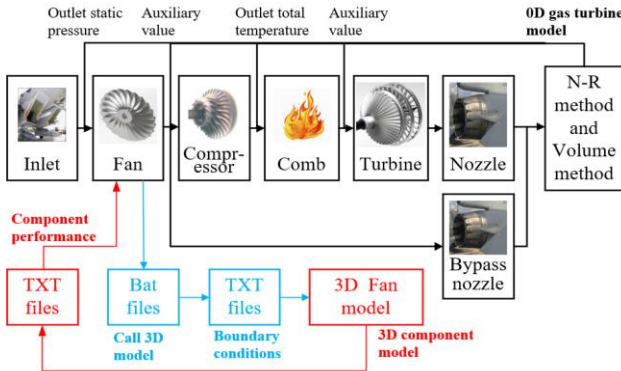 Outlet static
pressure
Auxiliary
value
Outlet total
temperature
Auxiliary
value
0D gas turbine
model
Inlet
Fan
Compr-
essor
Comb
Turbine
Nozzle
N-R
method
and
Volume
method
Bypass
nozzle
Component
performance
TXT
files
Bat
files
TXT
files
3D Fan
model
Call 3D
model
Boundary
conditions
3D component
model